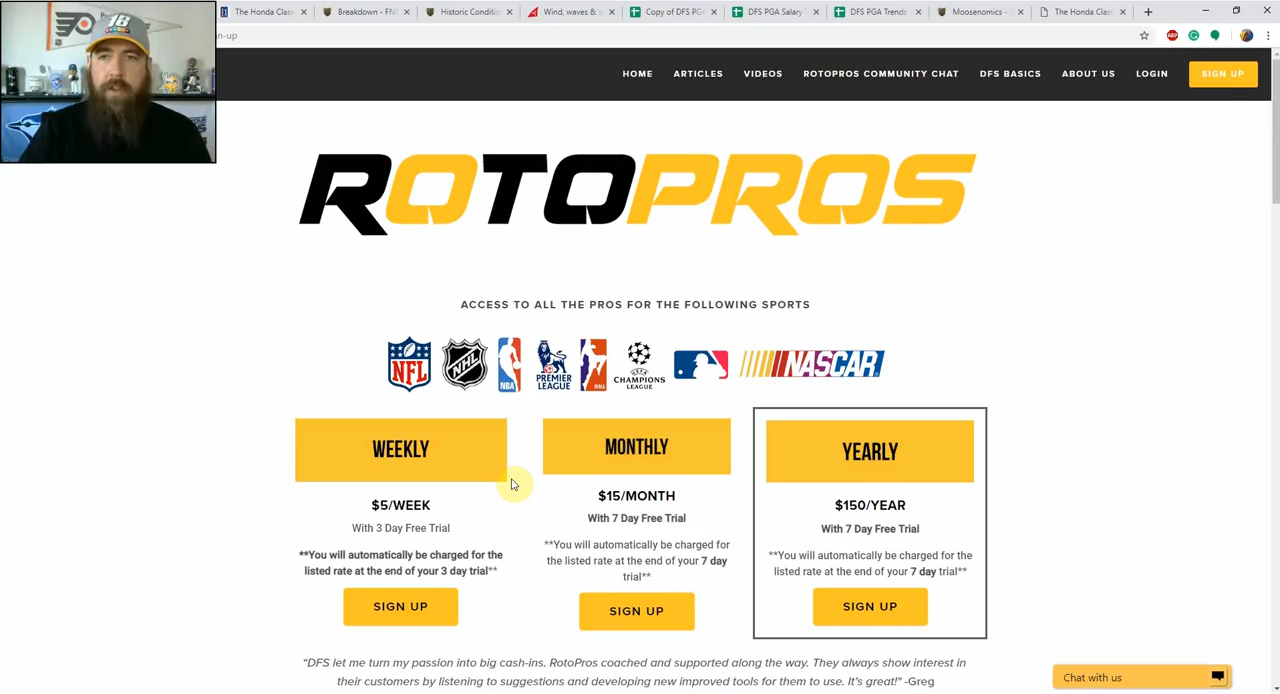 The Honda Clas
Breakdown - FN
Historic Condit
Wind, waves &
Copy of DFS PG
DFS PGA Salary
DFS PGA Trends
Moosenomics -
The Honda Clas
n-up
18
HOME ARTICLES VIDEOS ROTOPROS COMMUNITY CHAT DFS BASICS ABOUT US LOGIN SIGN UP
ROTOPROS
ACCESS TO ALL THE PROS FOR THE FOLLOWING SPORTS
NFL NHL NBA PREMIER LEAGUE MMA UEFA CHAMPIONS LEAGUE NASCAR
WEEKLY
$5/WEEK
With 3 Day Free Trial
**You will automatically be charged for the
listed rate at the end of your 3 day trial**
SIGN UP
MONTHLY
$15/MONTH
With 7 Day Free Trial
**You will automatically be charged for
the listed rate at the end of your 7 day
trial**
SIGN UP
YEARLY
$150/YEAR
With 7 Day Free Trial
**You will automatically be charged for the
listed rate at the end of your 7 day trial**
SIGN UP
“DFS let me turn my passion into big cash-ins. RotoPros coached and supported along the way. They always show interest in
their customers by listening to suggestions and developing new improved tools for them to use. It's great!” -Greg
Chat with us